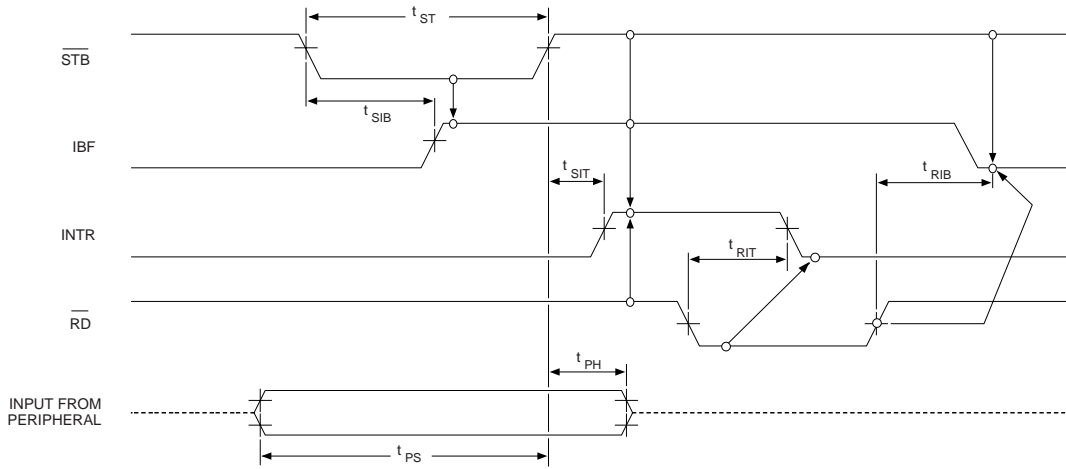 t ST
STB
t SIB
IBF
t SIT
t RIB
INTR
t RIT
RD
t PH
INPUT FROM
PERIPHERAL
t PS